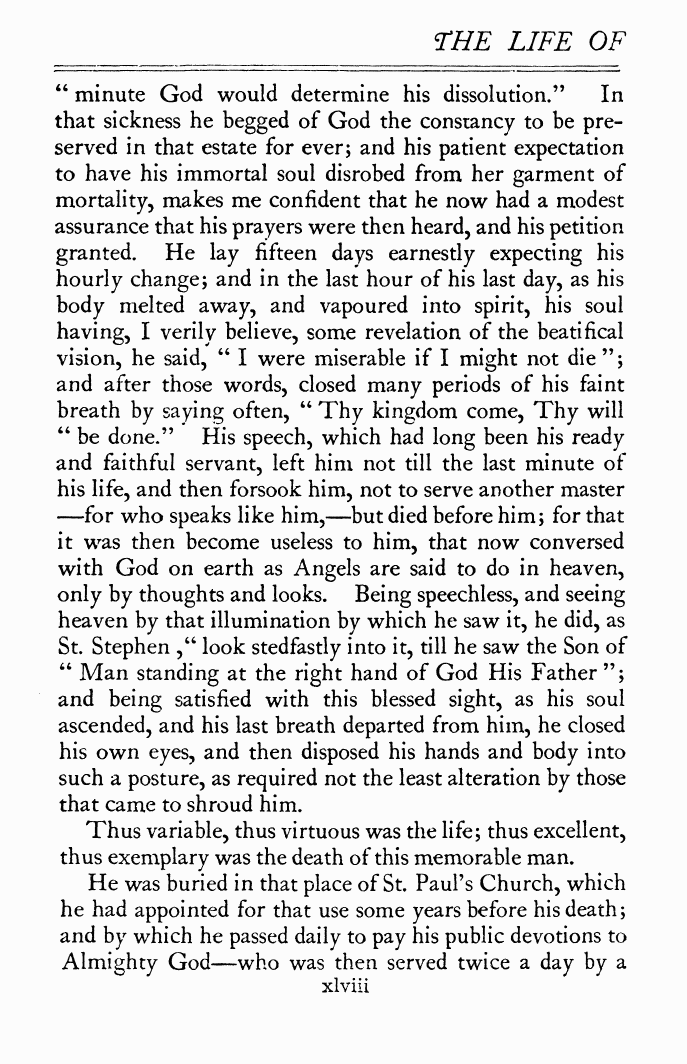 THE LIFE OF
“ minute God would determine his dissolution.” In
that sickness he begged of God the constancy to be pre-
served in that estate for ever; and his patient expectation
to have his immortal soul disrobed from her garment of
mortality, makes me confident that he now had a modest
assurance that his prayers were then heard, and his petition
granted. He lay fifteen days earnestly expecting his
hourly change; and in the last hour of his last day, as his
body melted away, and vapoured into spirit, his soul
having, I verily believe, some revelation of the beatifical
vision, he said, “ I were miserable if I might not die ”;
and after those words, closed many periods of his faint
breath by saying often, “ Thy kingdom come, Thy will
“ be done.” His speech, which had long been his ready
and faithful servant, left him not till the last minute of
his life, and then forsook him, not to serve another master
—for who speaks like him,—but died before him; for that
it was then become useless to him, that now conversed
with God on earth as Angels are said to do in heaven,
only by thoughts and looks. Being speechless, and seeing
heaven by that illumination by which he saw it, he did, as
St. Stephen ,“ look stedfastly into it, till he saw the Son of
“ Man standing at the right hand of God His Father ”;
and being satisfied with this blessed sight, as his soul
ascended, and his last breath departed from him, he closed
his own eyes, and then disposed his hands and body into
such a posture, as required not the least alteration by those
that came to shroud him.
Thus variable, thus virtuous was the life; thus excellent,
thus exemplary was the death of this memorable man.
He was buried in that place of St. Paul’s Church, which
he had appointed for that use some years before his death;
and by which he passed daily to pay his public devotions to
Almighty God—who was then served twice a day by a
xlviii